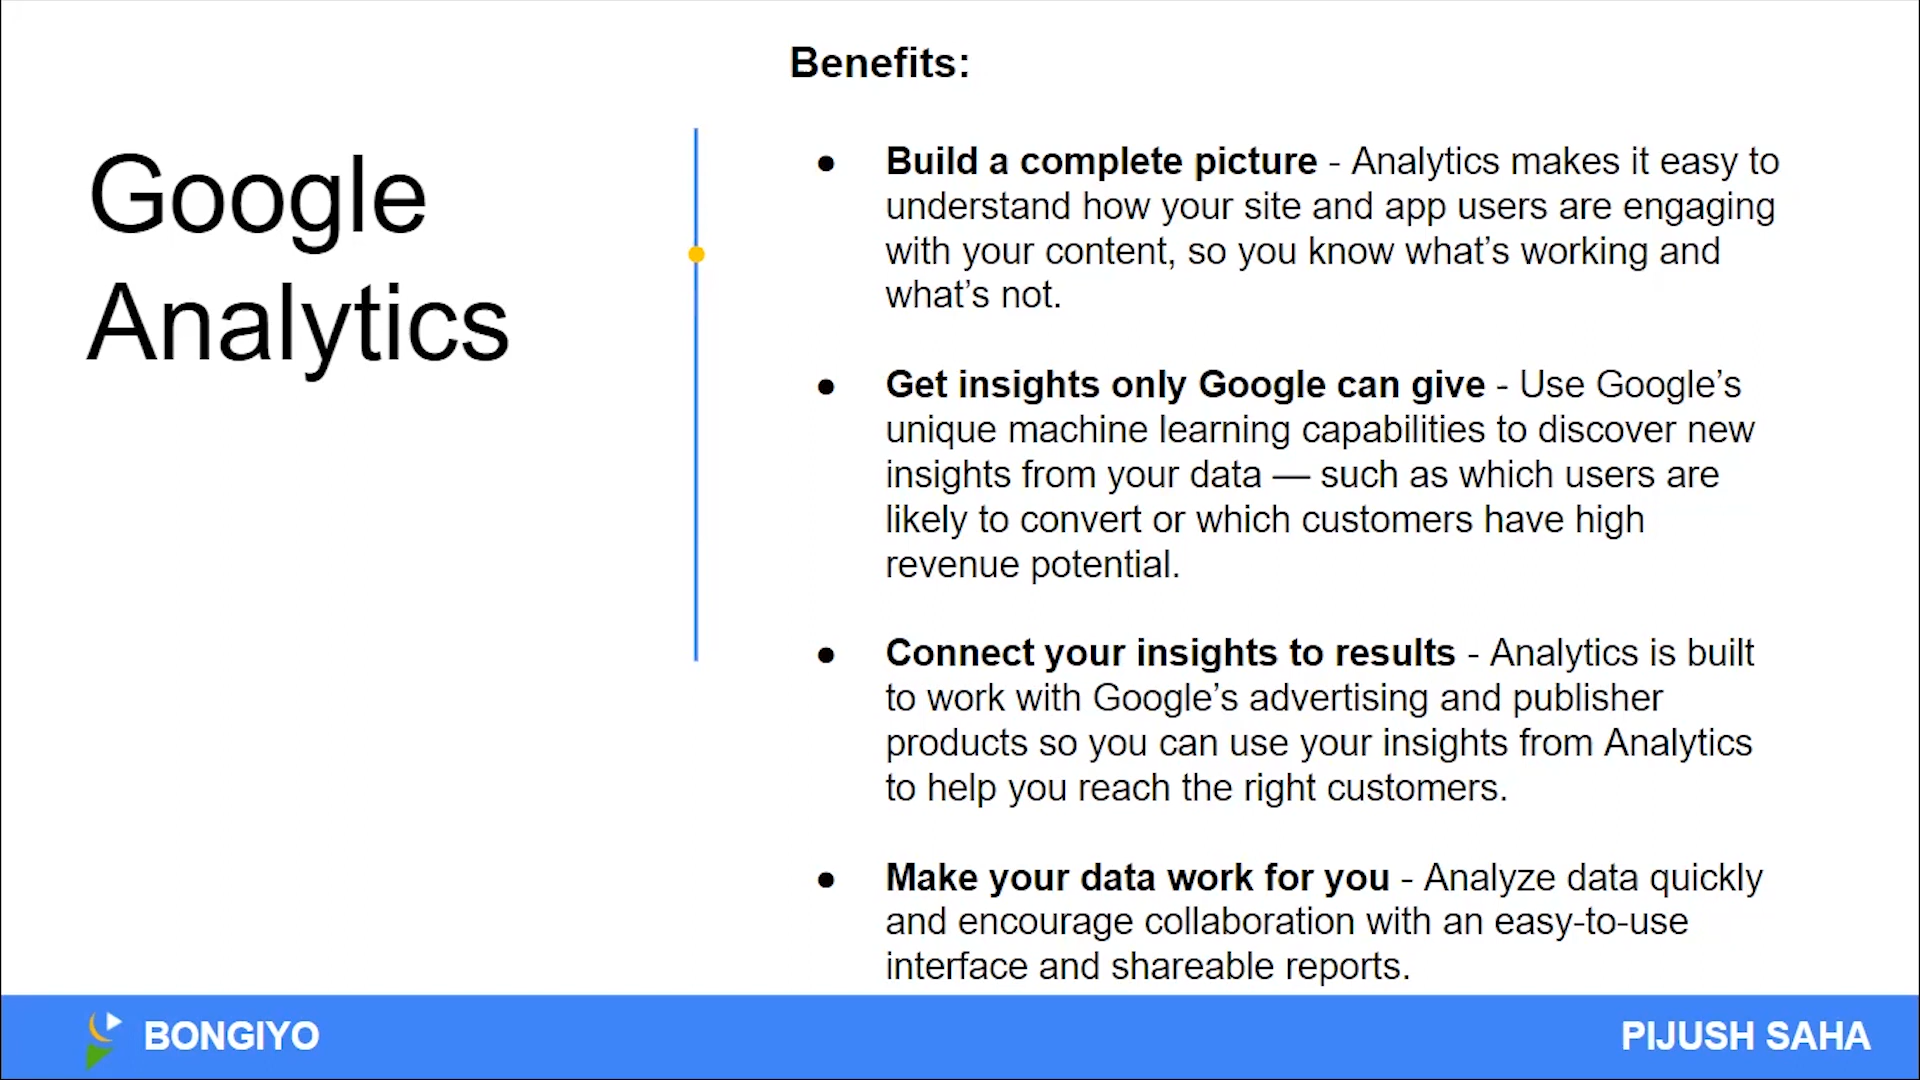 Google
Analytics
Benefits:
● Build a complete picture - Analytics makes it easy to
understand how your site and app users are engaging
with your content, so you know what’s working and
what’s not.
● Get insights only Google can give - Use Google’s
unique machine learning capabilities to discover new
insights from your data — such as which users are
likely to convert or which customers have high
revenue potential.
● Connect your insights to results - Analytics is built
to work with Google’s advertising and publisher
products so you can use your insights from Analytics
to help you reach the right customers.
● Make your data work for you - Analyze data quickly
and encourage collaboration with an easy-to-use
interface and shareable reports.
BONGIYO
PIJUSH SAHA